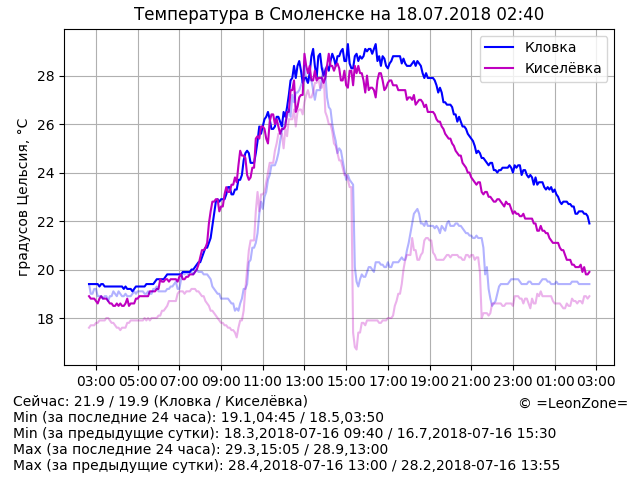 Температура в Смоленске на 18.07.2018 02:40
Кловка
Киселёвка
градусов Цельсия, °C
28
26
24
22
20
18
03:00 05:00 07:00 09:00 11:00 13:00 15:00 17:00 19:00 21:00 23:00 01:00 03:00
Сейчас: 21.9 / 19.9 (Кловка / Киселёвка)
© =LeonZone=
Min (за последние 24 часа): 19.1,04:45 / 18.5,03:50
Min (за предыдущие сутки): 18.3,2018-07-16 09:40 / 16.7,2018-07-16 15:30
Max (за последние 24 часа): 29.3,15:05 / 28.9,13:00
Max (за предыдущие сутки): 28.4,2018-07-16 13:00 / 28.2,2018-07-16 13:55